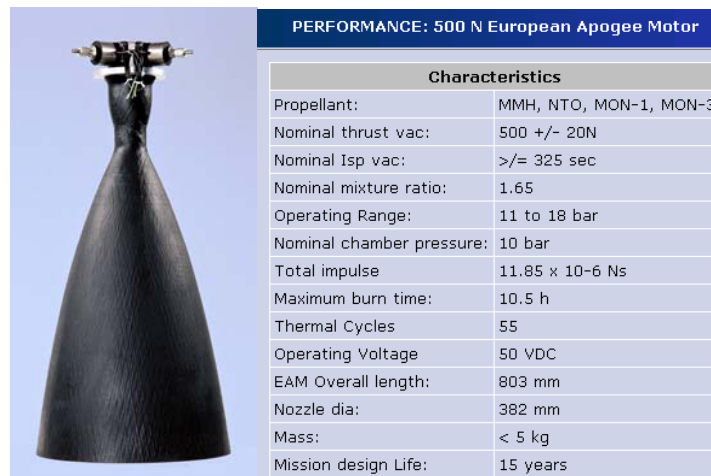 PERFORMANCE: 500 N European Apogee Motor
Characteristics
Propellant: MMH, NTO, MON-1, MON-3
Nominal thrust vac: 500 +/- 20N
Nominal Isp vac: >/= 325 sec
Nominal mixture ratio: 1.65
Operating Range: 11 to 18 bar
Nominal chamber pressure: 10 bar
Total impulse 11.85 x 10-6 Ns
Maximum burn time: 10.5 h
Thermal Cycles 55
Operating Voltage 50 VDC
EAM Overall length: 803 mm
Nozzle dia: 382 mm
Mass: < 5 kg
Mission design Life: 15 years